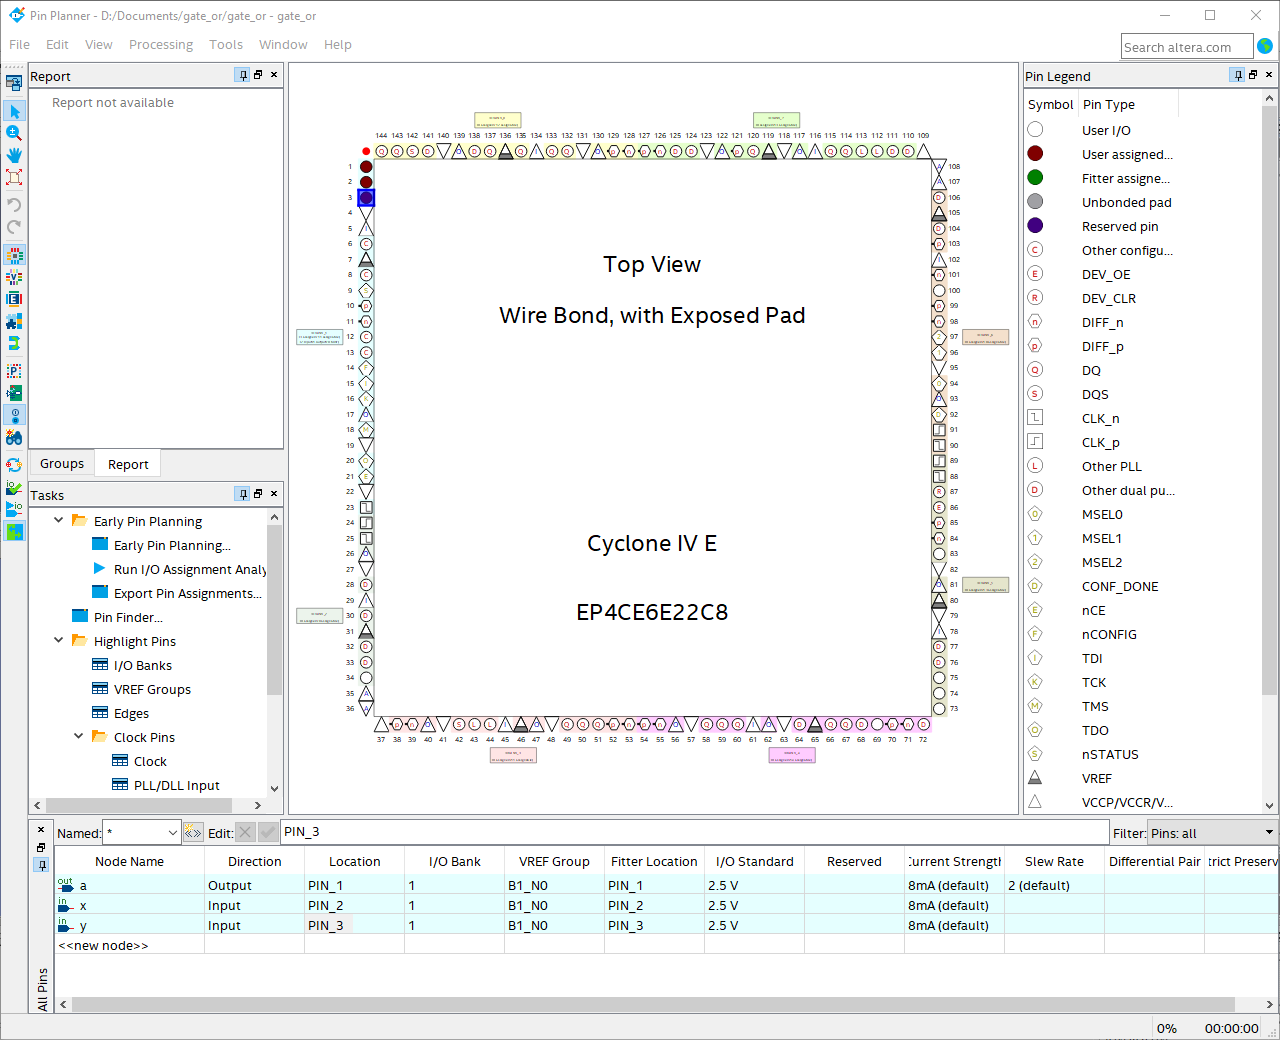 Pin Planner - D:/Documents/gate_or/gate_or - gate_or
File Edit View Processing Tools Window Help
Search altera.com
Report
Report not available
Groups Report
Tasks
Early Pin Planning
Early Pin Planning...
Run I/O Assignment Analy
Export Pin Assignments...
Pin Finder...
Highlight Pins
I/O Banks
VREF Groups
Edges
Clock Pins
Clock
PLL/DLL Input
144 143 142 141 140 139 138 137 136 135 134 133 132 131 130 129 128 127 126 125 124 123 122 121 120 119 118 117 116 115 114 113 112 111 110 109
1
2
3
4
5
6
7
8
9
10
11
12
13
14
15
16
17
18
19
20
21
22
23
24
25
26
27
28
29
30
31
32
33
34
35
36
Top View
Wire Bond, with Exposed Pad
Cyclone IV E
EP4CE6E22C8
108
107
106
105
104
103
102
101
100
99
98
97
96
95
94
93
92
91
90
89
88
87
86
85
84
83
82
81
80
79
78
77
76
75
74
73
37 38 39 40 41 42 43 44 45 46 47 48 49 50 51 52 53 54 55 56 57 58 59 60 61 62 63 64 65 66 67 68 69 70 71 72
Pin Legend
Symbol Pin Type
User I/O
User assigned...
Fitter assigne...
Unbonded pad
Reserved pin
C Other configu...
E DEV_OE
R DEV_CLR
n DIFF_n
p DIFF_p
Q DQ
S DQS
CLK_n
CLK_p
L Other PLL
D Other dual pu...
0 MSEL0
1 MSEL1
2 MSEL2
D CONF_DONE
E nCE
F nCONFIG
I TDI
K TCK
M TMS
O TDO
S nSTATUS
VREF
VCCP/VCCR/V...
Named: * Edit: PIN_3 Filter: Pins: all
Node Name Direction Location I/O Bank VREF Group Fitter Location I/O Standard Reserved Current Strength Slew Rate Differential Pair trict Preserv
out a Output PIN_1 1 B1_N0 PIN_1 2.5 V 8mA (default) 2 (default)
in x Input PIN_2 1 B1_N0 PIN_2 2.5 V 8mA (default)
in y Input PIN_3 1 B1_N0 PIN_3 2.5 V 8mA (default)
<<new node>>
All Pins
0% 00:00:00